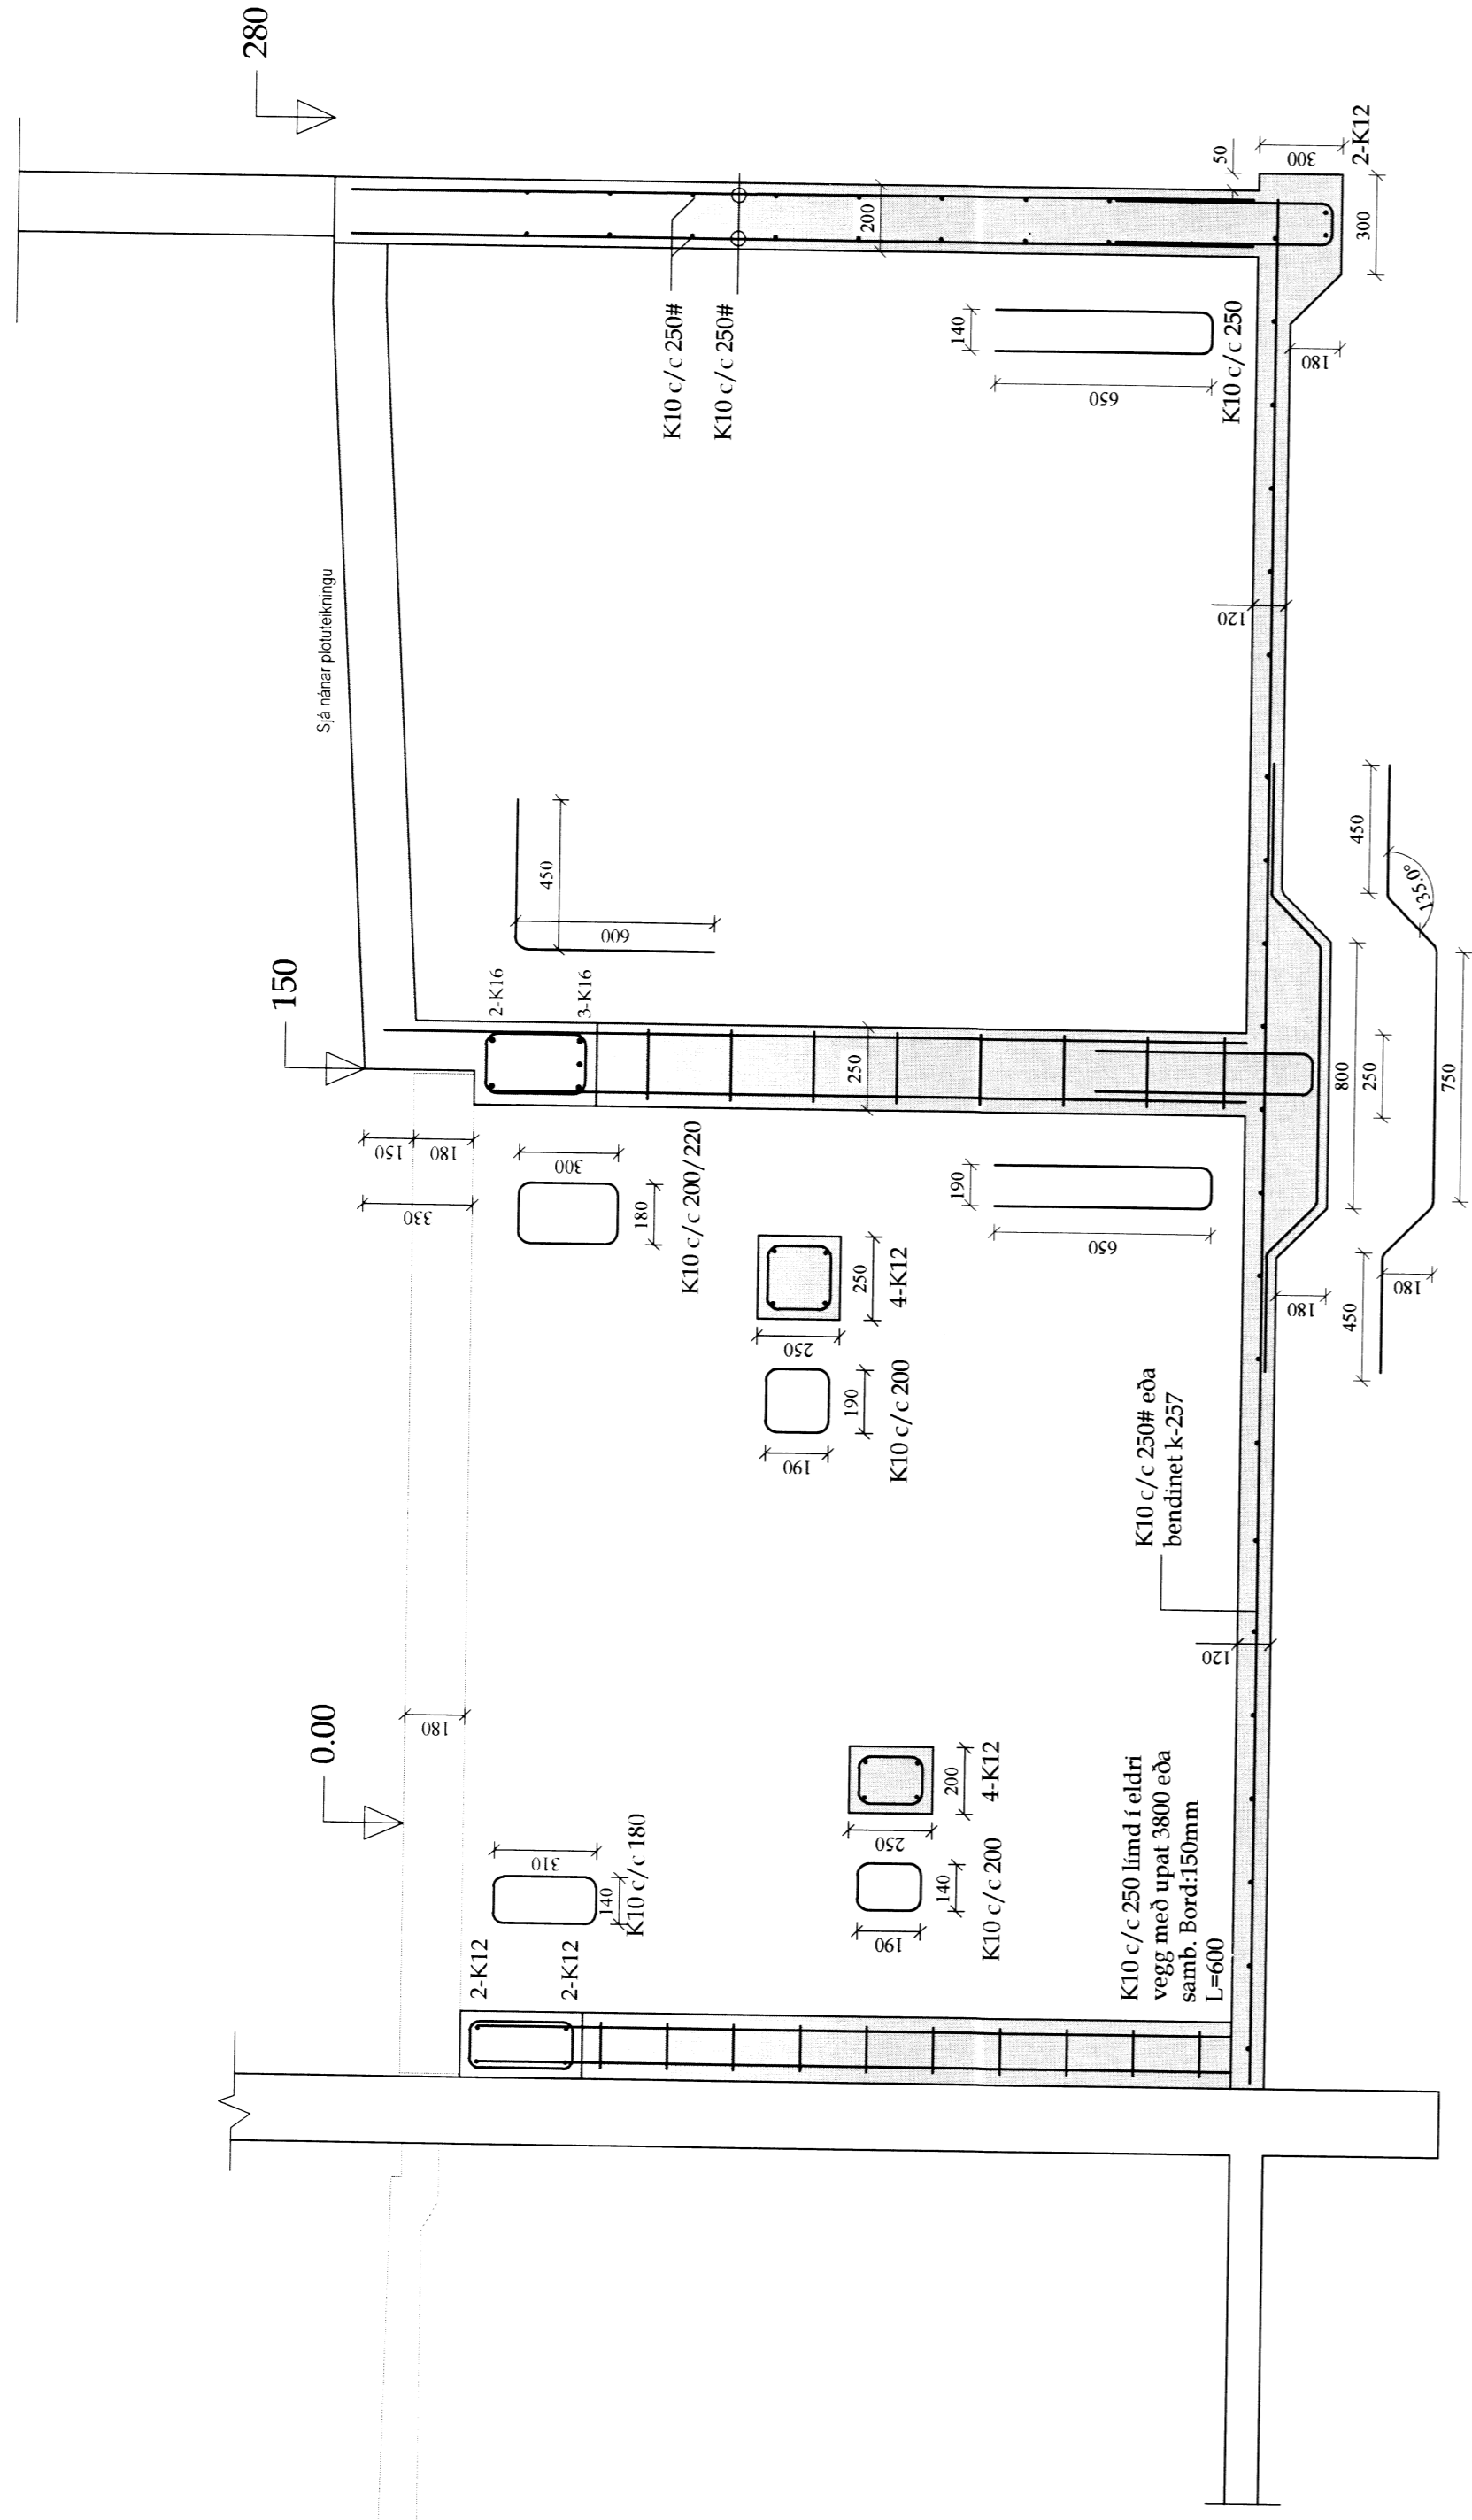 280
150
0.00
Sjá nánar plötuteikningu
50
300
2-K12
300
180
200
K10 c/c 250#
K10 c/c 250#
140
650
K10 c/c 250
120
450
600
2-K16
3-K16
250
150
180
330
300
180
K10 c/c 200/220
250
250
4-K12
190
190
K10 c/c 200
190
650
800
250
750
450
135.0°
180
180
450
K10 c/c 250# eða
bendinet k-257
120
180
310
140
K10 c/c 180
2-K12
2-K12
200
250
4-K12
140
190
K10 c/c 200
K10 c/c 250 límd í eldri
vegg með upat 3800 eða
samb. Bord:150mm
L=600